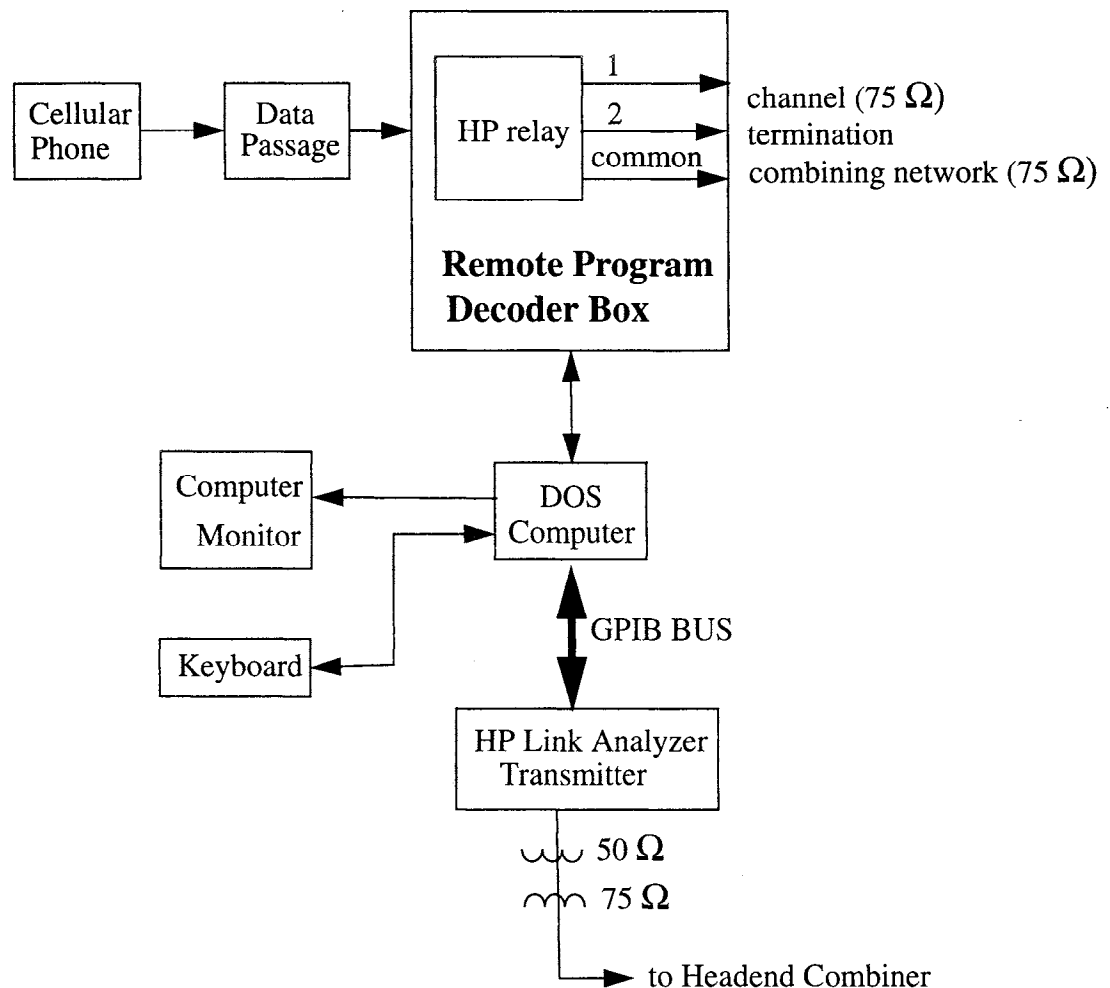 Cellular
Phone
Data
Passage
HP relay
1
2
common
channel (75 Ω)
termination
combining network (75 Ω)
Remote Program
Decoder Box
Computer
Monitor
DOS
Computer
Keyboard
GPIB BUS
HP Link Analyzer
Transmitter
50 Ω
75 Ω
to Headend Combiner